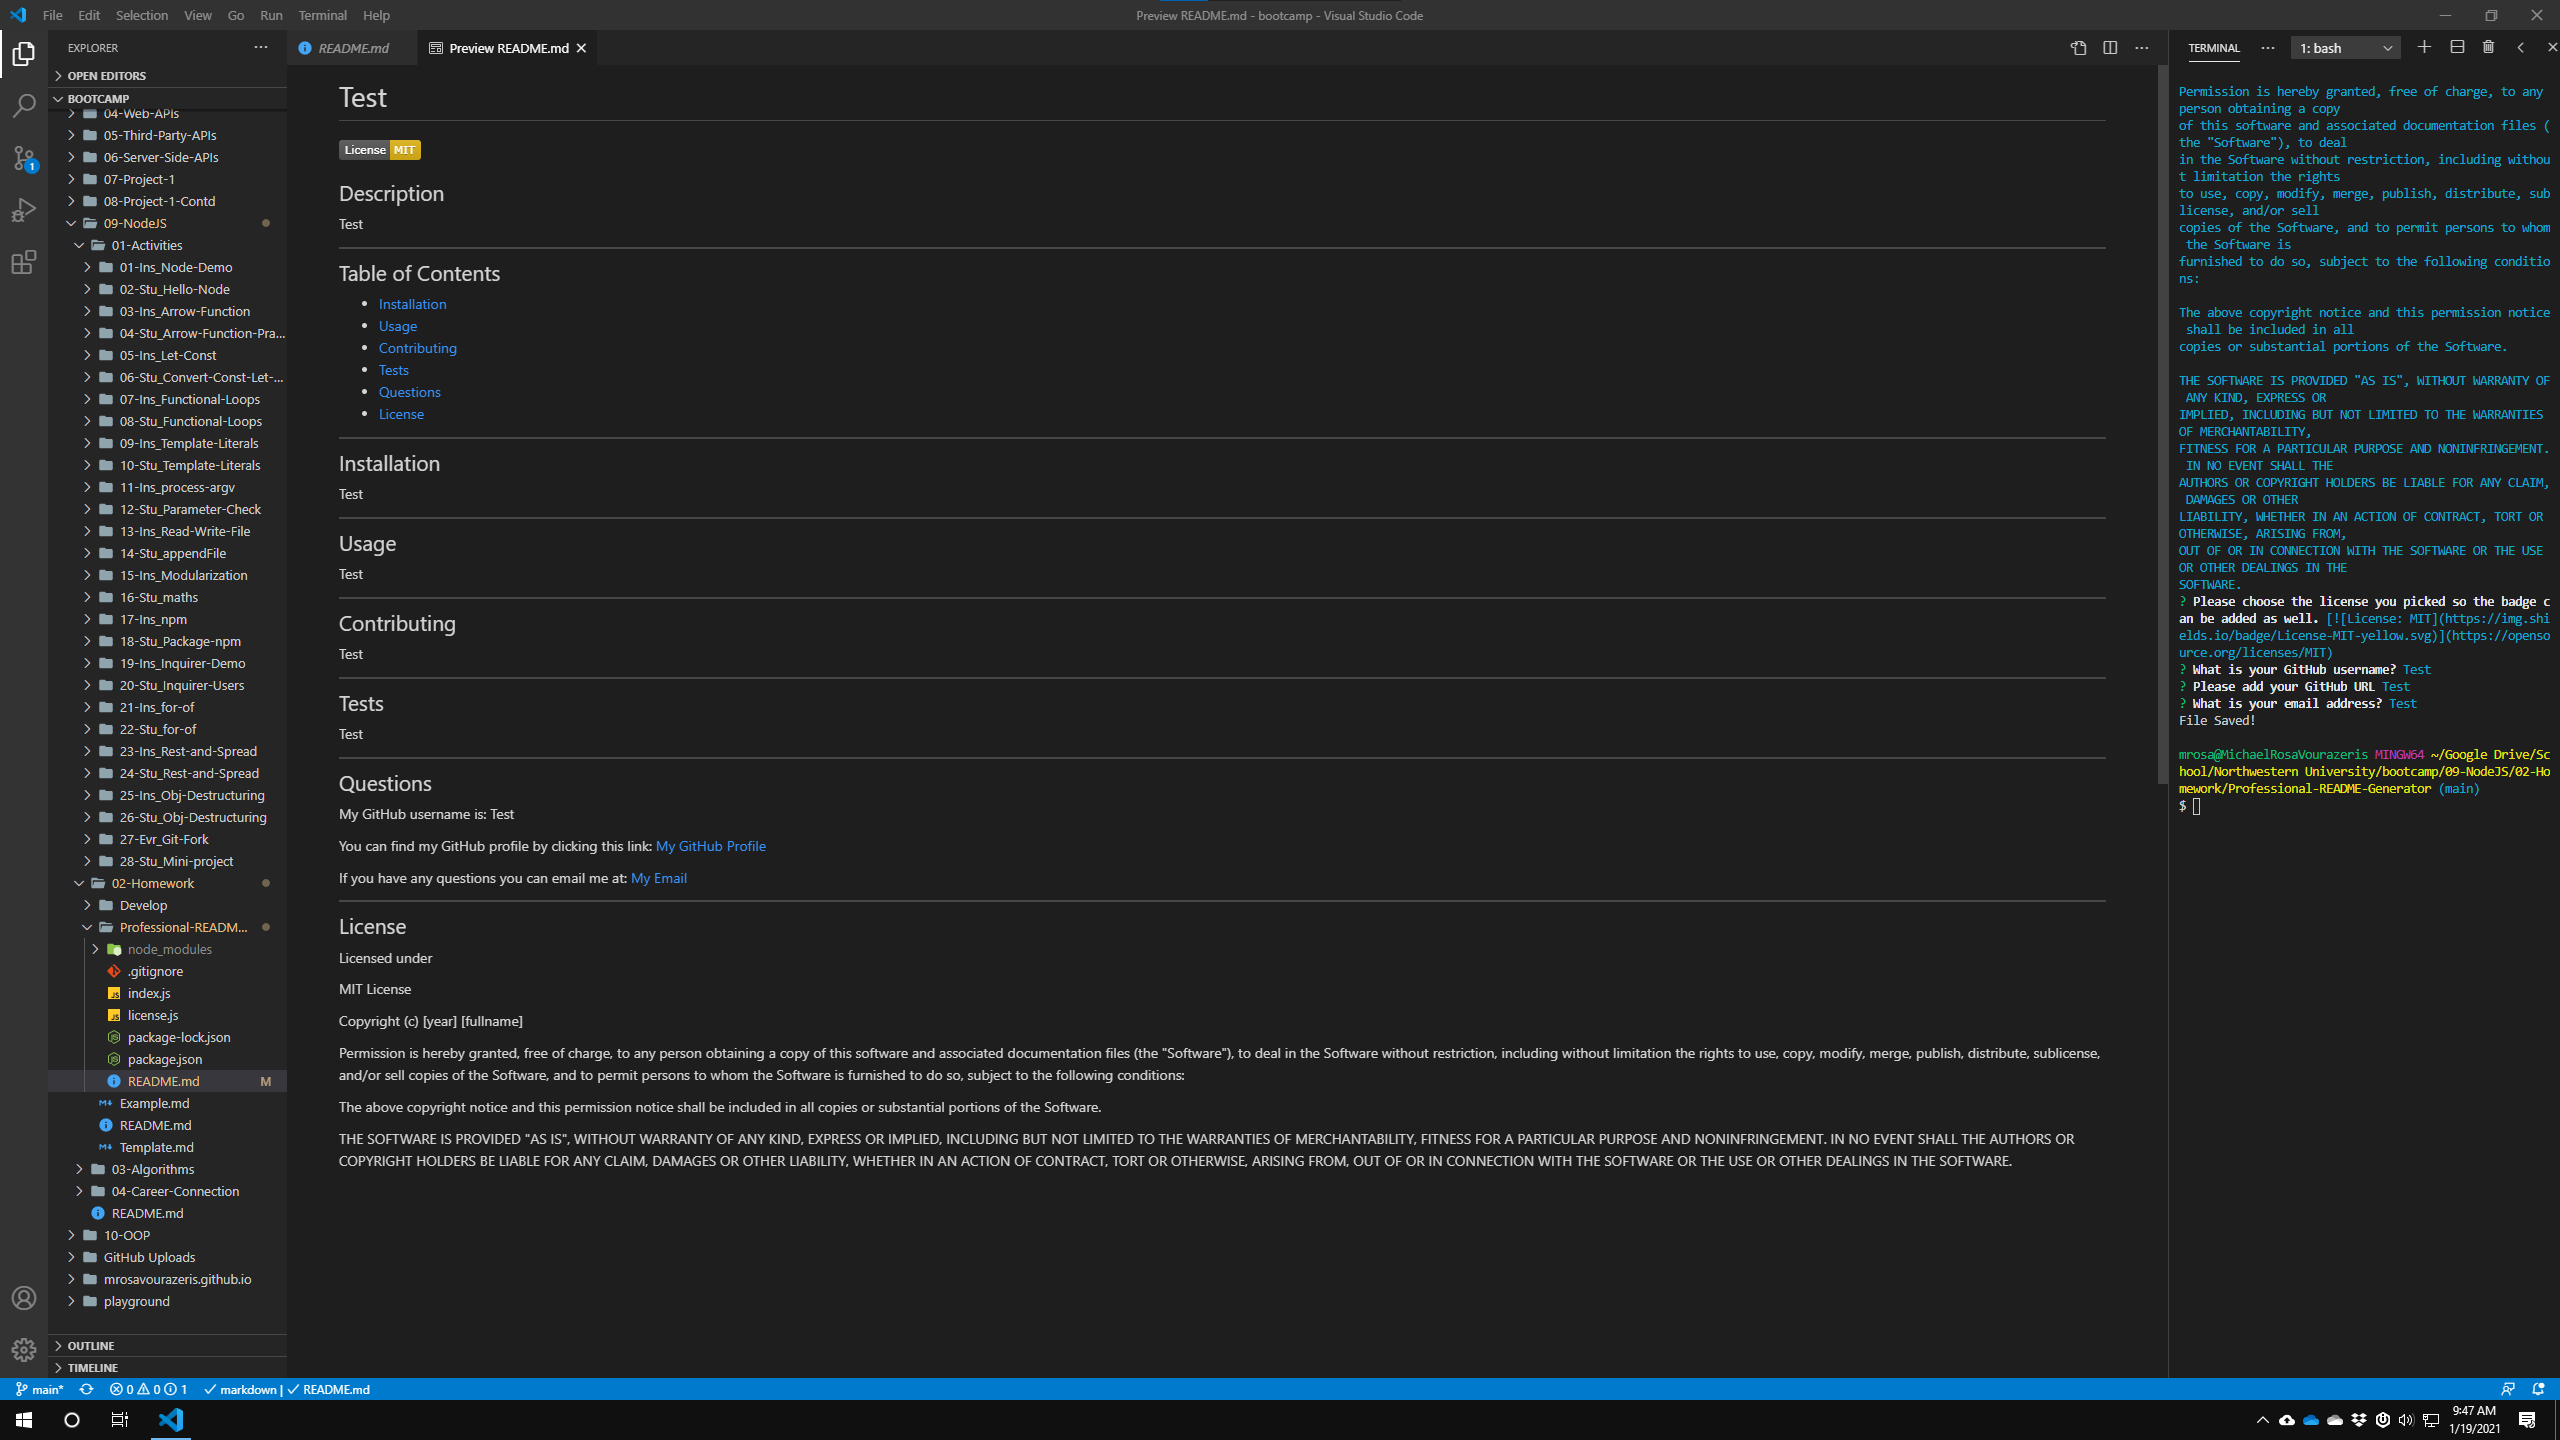 File Edit Selection View Go Run Terminal Help
Preview README.md - bootcamp - Visual Studio Code
EXPLORER
OPEN EDITORS
BOOTCAMP
04-Web-APIs
05-Third-Party-APIs
06-Server-Side-APIs
07-Project-1
08-Project-1-Contd
09-NodeJS
01-Activities
01-Ins_Node-Demo
02-Stu_Hello-Node
03-Ins_Arrow-Function
04-Stu_Arrow-Function-Pra...
05-Ins_Let-Const
06-Stu_Convert-Const-Let-...
07-Ins_Functional-Loops
08-Stu_Functional-Loops
09-Ins_Template-Literals
10-Stu_Template-Literals
11-Ins_process-argv
12-Stu_Parameter-Check
13-Ins_Read-Write-File
14-Stu_appendFile
15-Ins_Modularization
16-Stu_maths
17-Ins_npm
18-Stu_Package-npm
19-Ins_Inquirer-Demo
20-Stu_Inquirer-Users
21-Ins_for-of
22-Stu_for-of
23-Ins_Rest-and-Spread
24-Stu_Rest-and-Spread
25-Ins_Obj-Destructuring
26-Stu_Obj-Destructuring
27-Evr_Git-Fork
28-Stu_Mini-project
02-Homework
Develop
Professional-READM...
node_modules
.gitignore
index.js
license.js
package-lock.json
package.json
README.md M
Example.md
README.md
Template.md
03-Algorithms
04-Career-Connection
README.md
10-OOP
GitHub Uploads
mrosavourazeris.github.io
playground
OUTLINE
TIMELINE
1
README.md
Preview README.md
Test
License MIT
Description
Test
Table of Contents
Installation
Usage
Contributing
Tests
Questions
License
Installation
Test
Usage
Test
Contributing
Test
Tests
Test
Questions
My GitHub username is: Test
You can find my GitHub profile by clicking this link: My GitHub Profile
If you have any questions you can email me at: My Email
License
Licensed under
MIT License
Copyright (c) [year] [fullname]
Permission is hereby granted, free of charge, to any person obtaining a copy of this software and associated documentation files (the "Software"), to deal in the Software without restriction, including without limitation the rights to use, copy, modify, merge, publish, distribute, sublicense,
and/or sell copies of the Software, and to permit persons to whom the Software is furnished to do so, subject to the following conditions:
The above copyright notice and this permission notice shall be included in all copies or substantial portions of the Software.
THE SOFTWARE IS PROVIDED "AS IS", WITHOUT WARRANTY OF ANY KIND, EXPRESS OR IMPLIED, INCLUDING BUT NOT LIMITED TO THE WARRANTIES OF MERCHANTABILITY, FITNESS FOR A PARTICULAR PURPOSE AND NONINFRINGEMENT. IN NO EVENT SHALL THE AUTHORS OR
COPYRIGHT HOLDERS BE LIABLE FOR ANY CLAIM, DAMAGES OR OTHER LIABILITY, WHETHER IN AN ACTION OF CONTRACT, TORT OR OTHERWISE, ARISING FROM, OUT OF OR IN CONNECTION WITH THE SOFTWARE OR THE USE OR OTHER DEALINGS IN THE SOFTWARE.
TERMINAL
1: bash
Permission is hereby granted, free of charge, to any
person obtaining a copy
of this software and associated documentation files (
the "Software"), to deal
in the Software without restriction, including withou
t limitation the rights
to use, copy, modify, merge, publish, distribute, sub
license, and/or sell
copies of the Software, and to permit persons to whom
the Software is
furnished to do so, subject to the following conditio
ns:
The above copyright notice and this permission notice
shall be included in all
copies or substantial portions of the Software.
THE SOFTWARE IS PROVIDED "AS IS", WITHOUT WARRANTY OF
ANY KIND, EXPRESS OR
IMPLIED, INCLUDING BUT NOT LIMITED TO THE WARRANTIES
OF MERCHANTABILITY,
FITNESS FOR A PARTICULAR PURPOSE AND NONINFRINGEMENT.
IN NO EVENT SHALL THE
AUTHORS OR COPYRIGHT HOLDERS BE LIABLE FOR ANY CLAIM,
DAMAGES OR OTHER
LIABILITY, WHETHER IN AN ACTION OF CONTRACT, TORT OR
OTHERWISE, ARISING FROM,
OUT OF OR IN CONNECTION WITH THE SOFTWARE OR THE USE
OR OTHER DEALINGS IN THE
SOFTWARE.
? Please choose the license you picked so the badge c
an be added as well. [![License: MIT](https://img.shi
elds.io/badge/License-MIT-yellow.svg)](https://openso
urce.org/licenses/MIT)
? What is your GitHub username? Test
? Please add your GitHub URL Test
? What is your email address? Test
File Saved!
mrosa@MichaelRosaVourazeris MINGW64 ~/Google Drive/Sc
hool/Northwestern University/bootcamp/09-NodeJS/02-Ho
mework/Professional-README-Generator (main)
$
main* 0 0 1 markdown | README.md
9:47 AM
1/19/2021